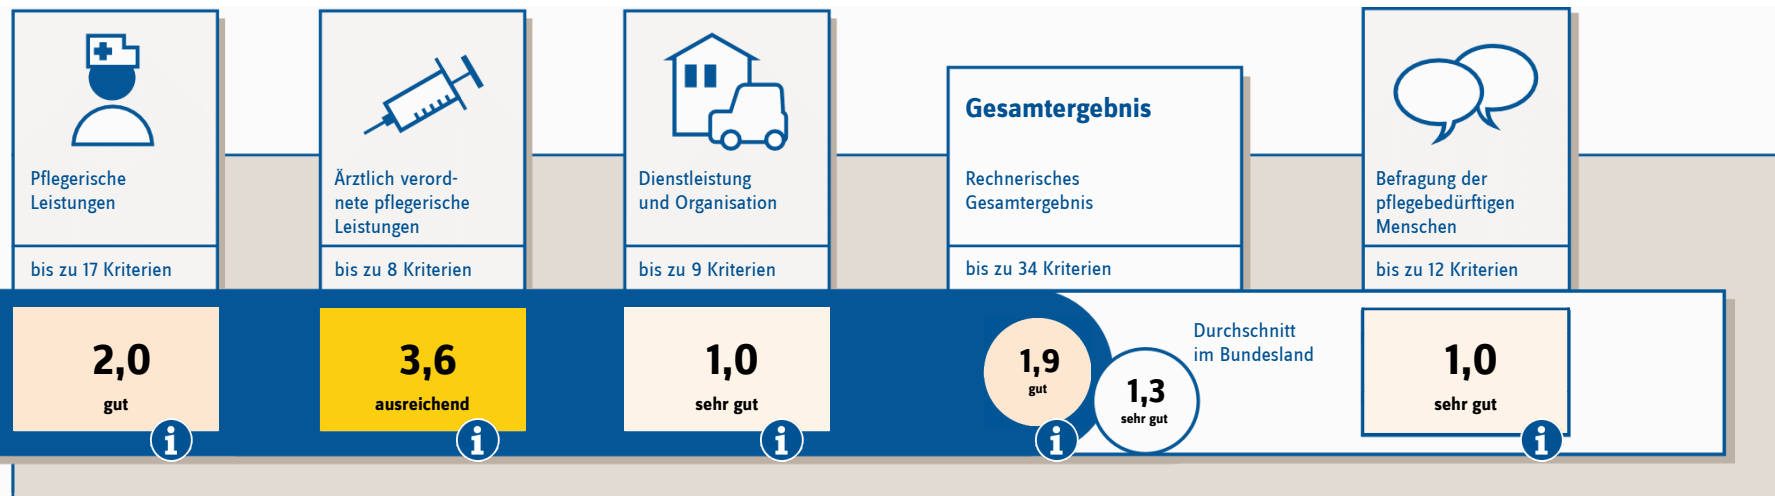 Pflegerische
Leistungen
bis zu 17 Kriterien
2,0
gut
i
Ärztlich verord-
nete pflegerische
Leistungen
bis zu 8 Kriterien
3,6
ausreichend
i
Dienstleistung
und Organisation
bis zu 9 Kriterien
1,0
sehr gut
i
Gesamtergebnis
Rechnerisches
Gesamtergebnis
bis zu 34 Kriterien
1,9
gut
i
Durchschnitt
im Bundesland
1,3
sehr gut
Befragung der
pflegebedürftigen
Menschen
bis zu 12 Kriterien
1,0
sehr gut
i